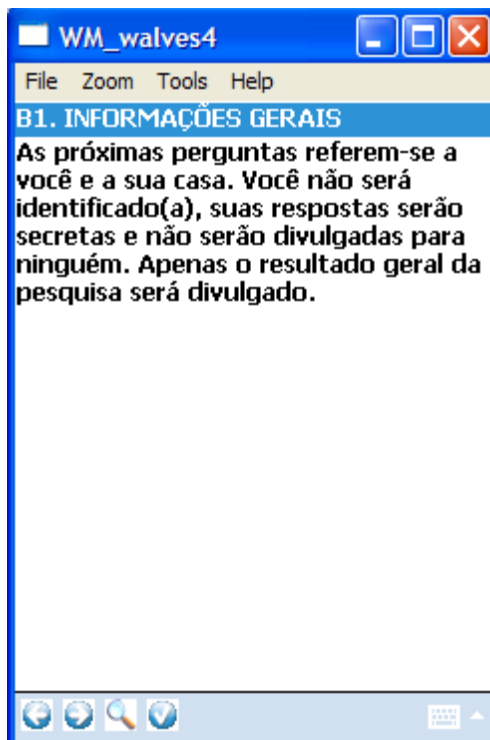 WM_walves4
File Zoom Tools Help
B1. INFORMAÇÕES GERAIS
As próximas perguntas referem-se a
você e a sua casa. Você não será
identificado(a), suas respostas serão
secretas e não serão divulgadas para
ninguém. Apenas o resultado geral da
pesquisa será divulgado.